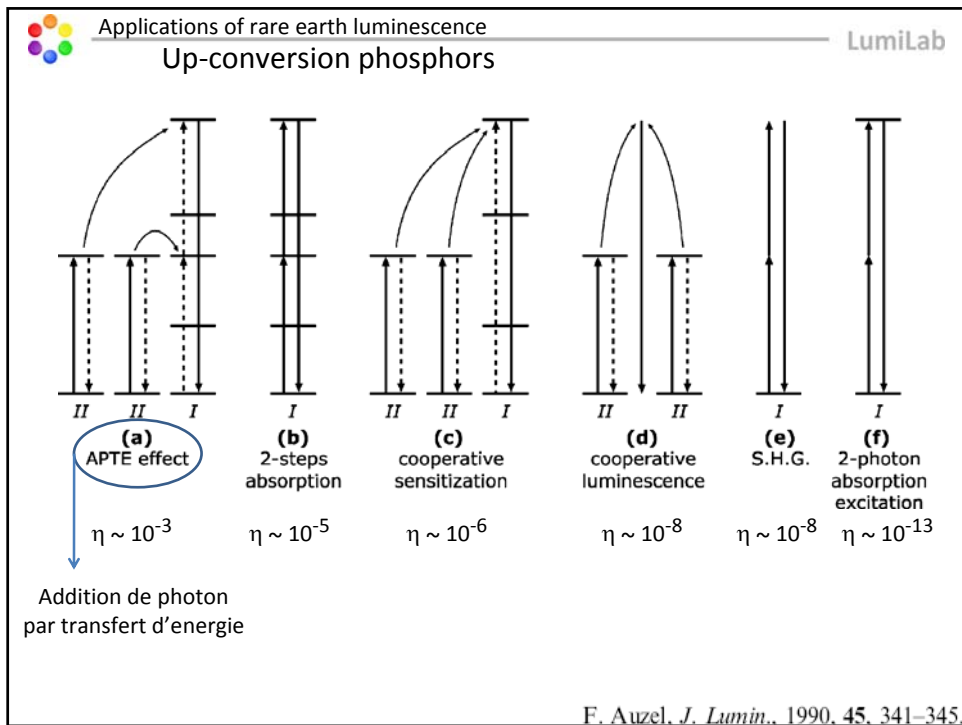 Applications of rare earth luminescence
LumiLab
Up-conversion phosphors
II II I
(a)
APTE effect
I
(b)
2-steps
absorption
II II I
(c)
cooperative
sensitization
II II
(d)
cooperative
luminescence
I
(e)
S.H.G.
I
(f)
2-photon
absorption
excitation
η ~ 10⁻³
η ~ 10⁻⁵
η ~ 10⁻⁶
η ~ 10⁻⁸
η ~ 10⁻⁸
η ~ 10⁻¹³
Addition de photon
par transfert d'energie
F. Auzel, J. Lumin., 1990, 45, 341–345.